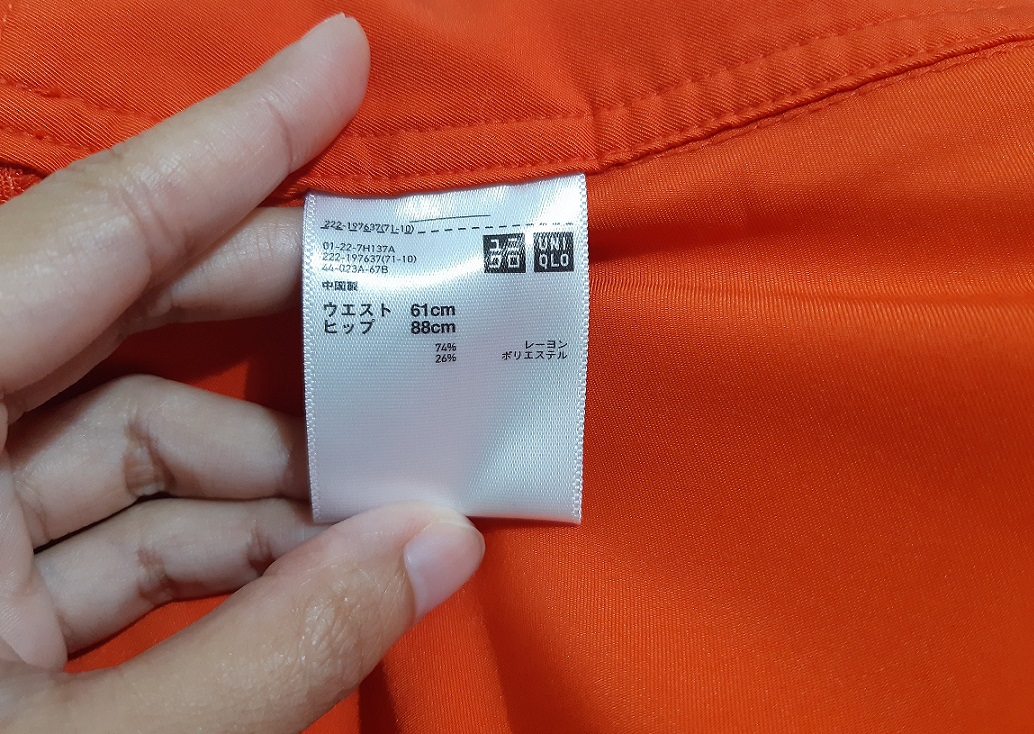 222-197637(71-10)
01-22-7H137A
222-197637(71-10)
44-023A-67B
ユニ
クロ
UNI
QLO
中国製
ウエスト 61cm
ヒップ 88cm
74% レーヨン
26% ポリエステル